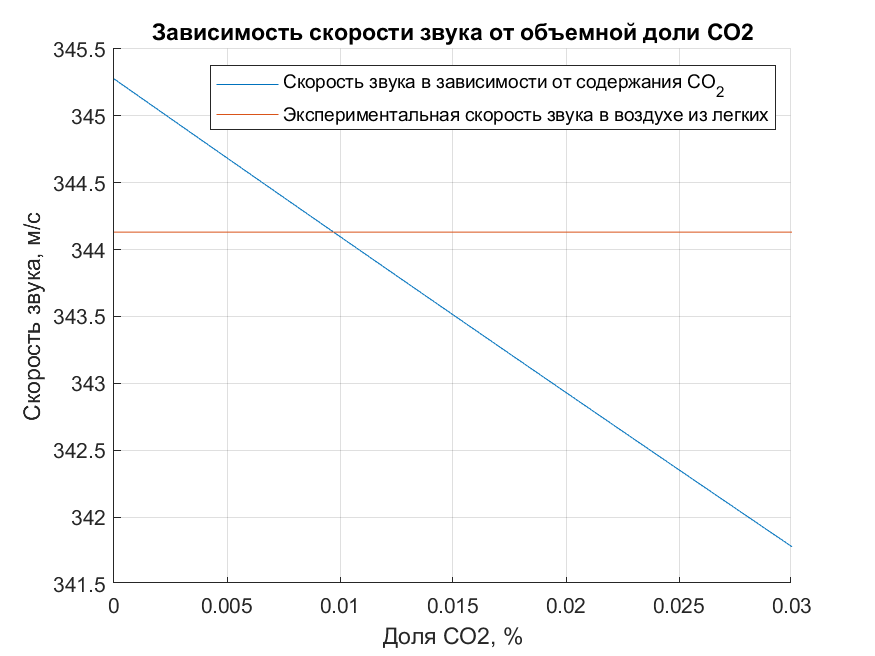 Зависимость скорости звука от объемной доли CO2
345.5
345
344.5
344
343.5
343
342.5
342
341.5
Скорость звука, м/с
Скорость звука в зависимости от содержания CO2
Экспериментальная скорость звука в воздухе из легких
0 0.005 0.01 0.015 0.02 0.025 0.03
Доля CO2, %